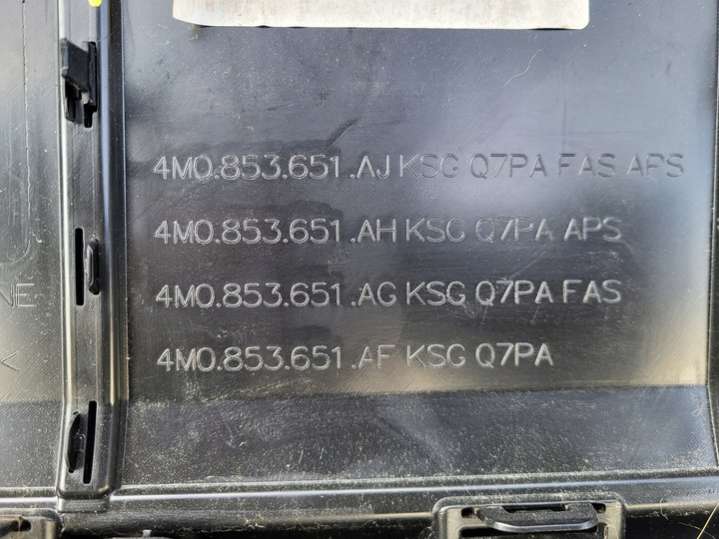 4M0.853.651.AJ KSG Q7PA FAS APS
4M0.853.651.AH KSG Q7PA APS
4M0.853.651.AG KSG Q7PA FAS
4M0.853.651.AF KSG Q7PA